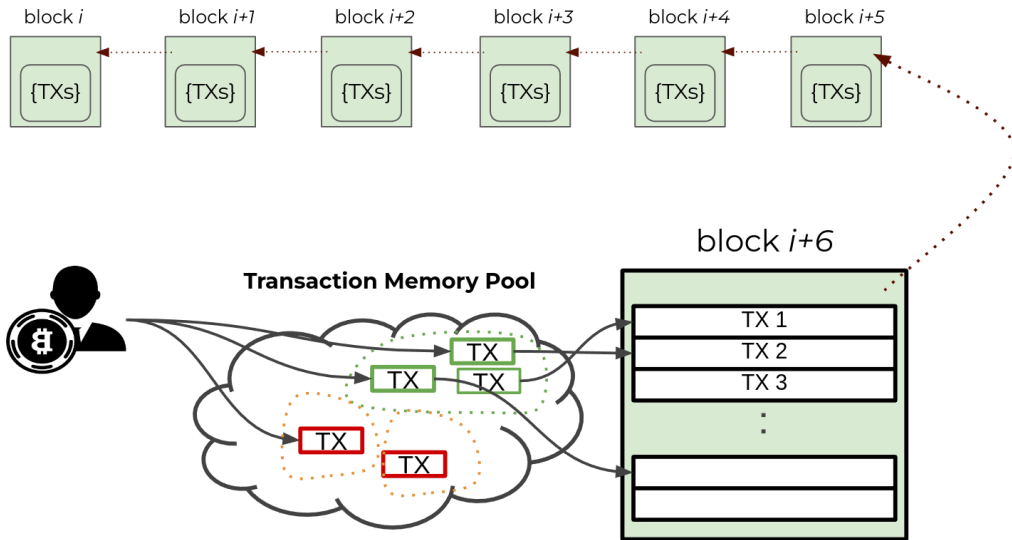 block i
block i+1
block i+2
block i+3
block i+4
block i+5
{TXs}
{TXs}
{TXs}
{TXs}
{TXs}
{TXs}
block i+6
Transaction Memory Pool
TX 1
TX 2
TX 3
:
TX
TX
TX
TX
TX
B